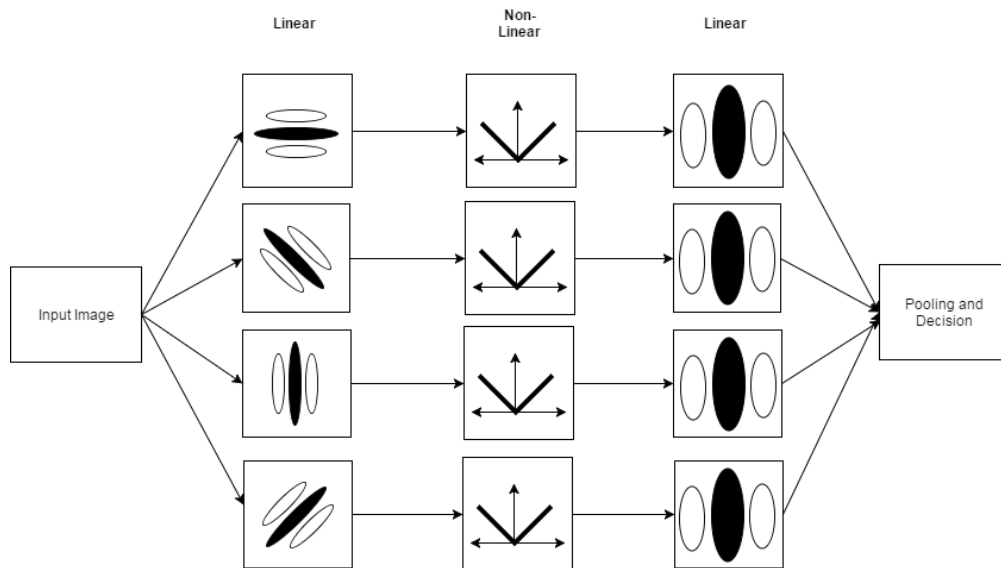 Linear
Non-
Linear
Linear
Input Image
Pooling and
Decision